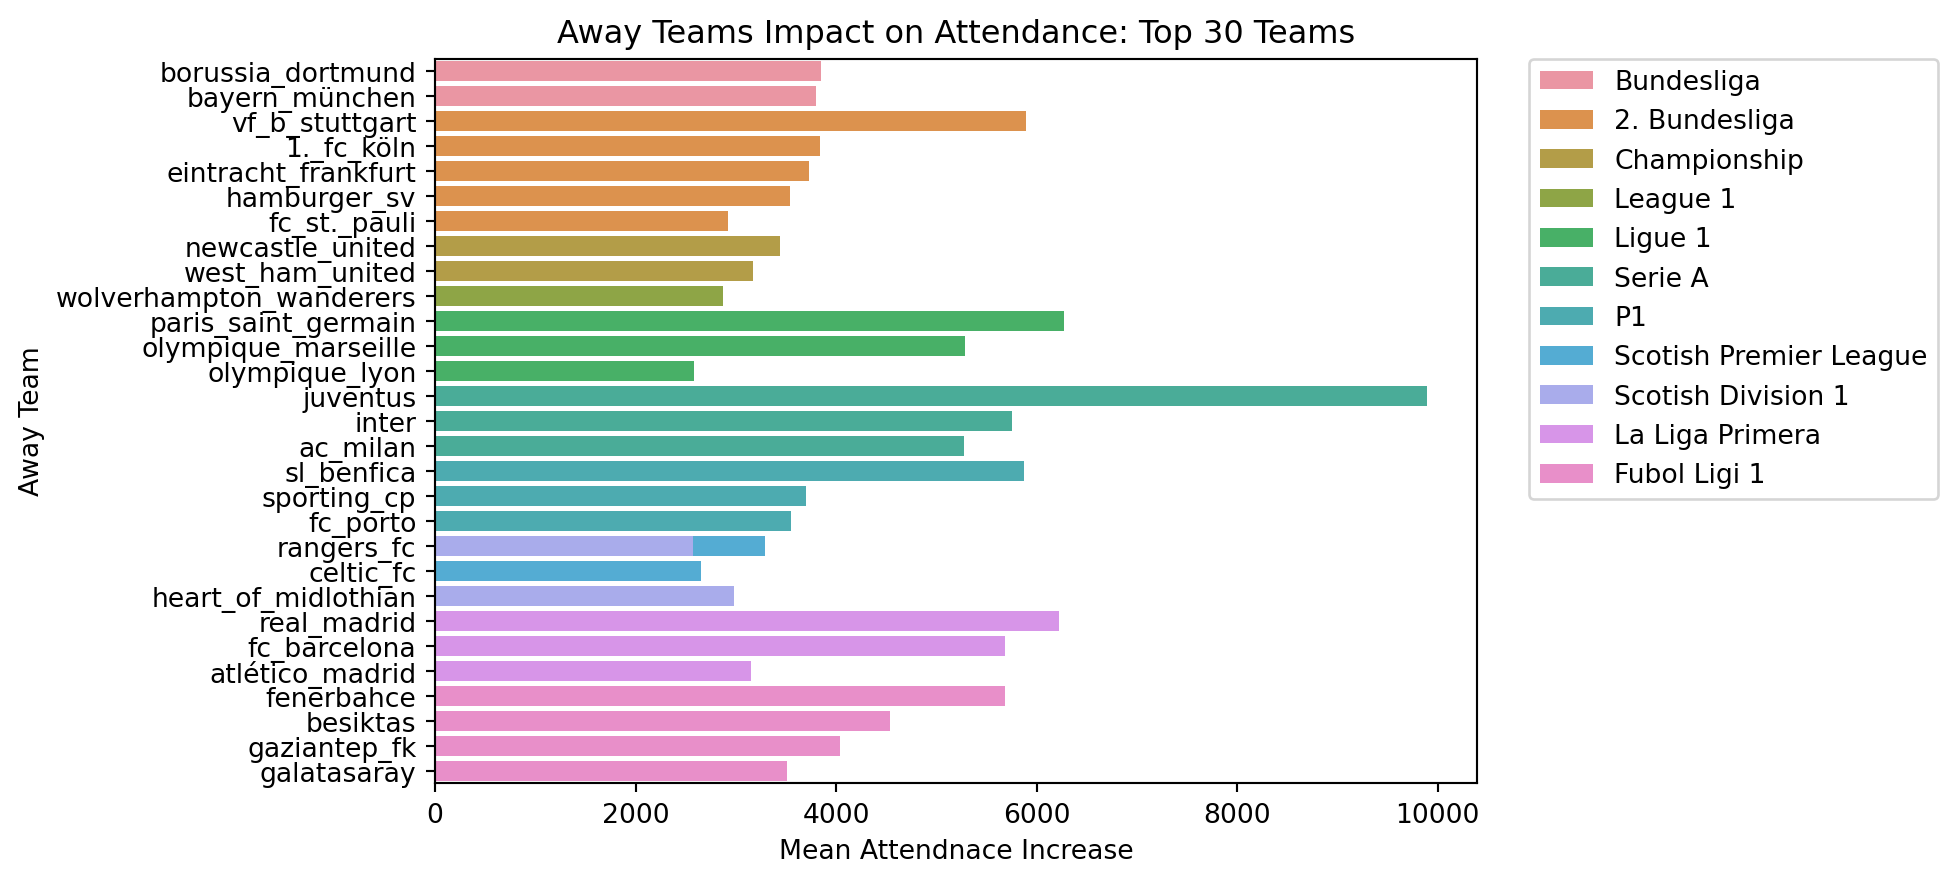 Away Teams Impact on Attendance: Top 30 Teams
Away Team
borussia_dortmund
bayern_münchen
vf_b_stuttgart
1._fc_köln
eintracht_frankfurt
hamburger_sv
fc_st._pauli
newcastle_united
west_ham_united
wolverhampton_wanderers
paris_saint_germain
olympique_marseille
olympique_lyon
juventus
inter
ac_milan
sl_benfica
sporting_cp
fc_porto
rangers_fc
celtic_fc
heart_of_midlothian
real_madrid
fc_barcelona
atlético_madrid
fenerbahce
besiktas
gaziantep_fk
galatasaray
0 2000 4000 6000 8000 10000
Mean Attendnace Increase
Bundesliga
2. Bundesliga
Championship
League 1
Ligue 1
Serie A
P1
Scotish Premier League
Scotish Division 1
La Liga Primera
Fubol Ligi 1